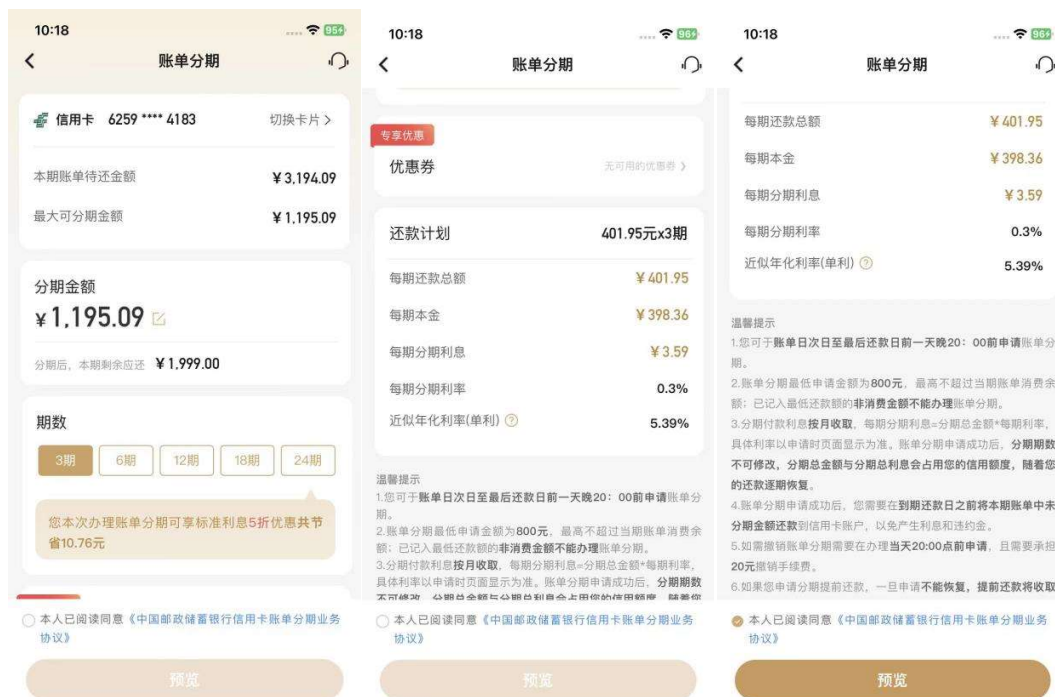 10:18
95
账单分期
信用卡 6259 **** 4183 切换卡片 >
本期账单待还金额 ¥3,194.09
最大可分期金额 ¥1,195.09
分期金额
¥1,195.09
分期后，本期剩余应还 ¥1,999.00
期数
3期 6期 12期 18期 24期
您本次办理账单分期可享标准利息5折优惠共节
省10.76元
本人已阅读同意《中国邮政储蓄银行信用卡账单分期业务
协议》
预览
10:18
96
账单分期
专享优惠
优惠券 无可用的优惠券 >
还款计划 401.95元x3期
每期还款总额 ¥401.95
每期本金 ¥398.36
每期分期利息 ¥3.59
每期分期利率 0.3%
近似年化利率(单利) ? 5.39%
温馨提示
1.您可于账单日次日至最后还款日前一天晚20：00前申请账单分
期。
2.账单分期最低申请金额为800元，最高不超过当期账单消费余
额；已记入最低还款额的非消费金额不能办理账单分期。
3.分期付款利息按月收取，每期分期利息=分期总金额*每期利率，
具体利率以申请时页面显示为准。账单分期申请成功后，分期期数
不可修改，分期总金额与分期总利息会占用您的信用额度，随着您
本人已阅读同意《中国邮政储蓄银行信用卡账单分期业务
协议》
预览
10:18
96
账单分期
每期还款总额 ¥401.95
每期本金 ¥398.36
每期分期利息 ¥3.59
每期分期利率 0.3%
近似年化利率(单利) ? 5.39%
温馨提示
1.您可于账单日次日至最后还款日前一天晚20：00前申请账单分
期。
2.账单分期最低申请金额为800元，最高不超过当期账单消费余
额；已记入最低还款额的非消费金额不能办理账单分期。
3.分期付款利息按月收取，每期分期利息=分期总金额*每期利率，
具体利率以申请时页面显示为准。账单分期申请成功后，分期期数
不可修改，分期总金额与分期总利息会占用您的信用额度，随着您
的还款逐期恢复。
4.账单分期申请成功后，您需要在到期还款日之前将本期账单中未
分期金额还款到信用卡账户，以免产生利息和违约金。
5.如需撤销账单分期需要在办理当天20:00点前申请，且需要承担
20元撤销手续费。
6.如果您申请分期提前还款，一旦申请不能恢复，提前还款将收取
本人已阅读同意《中国邮政储蓄银行信用卡账单分期业务
协议》
预览